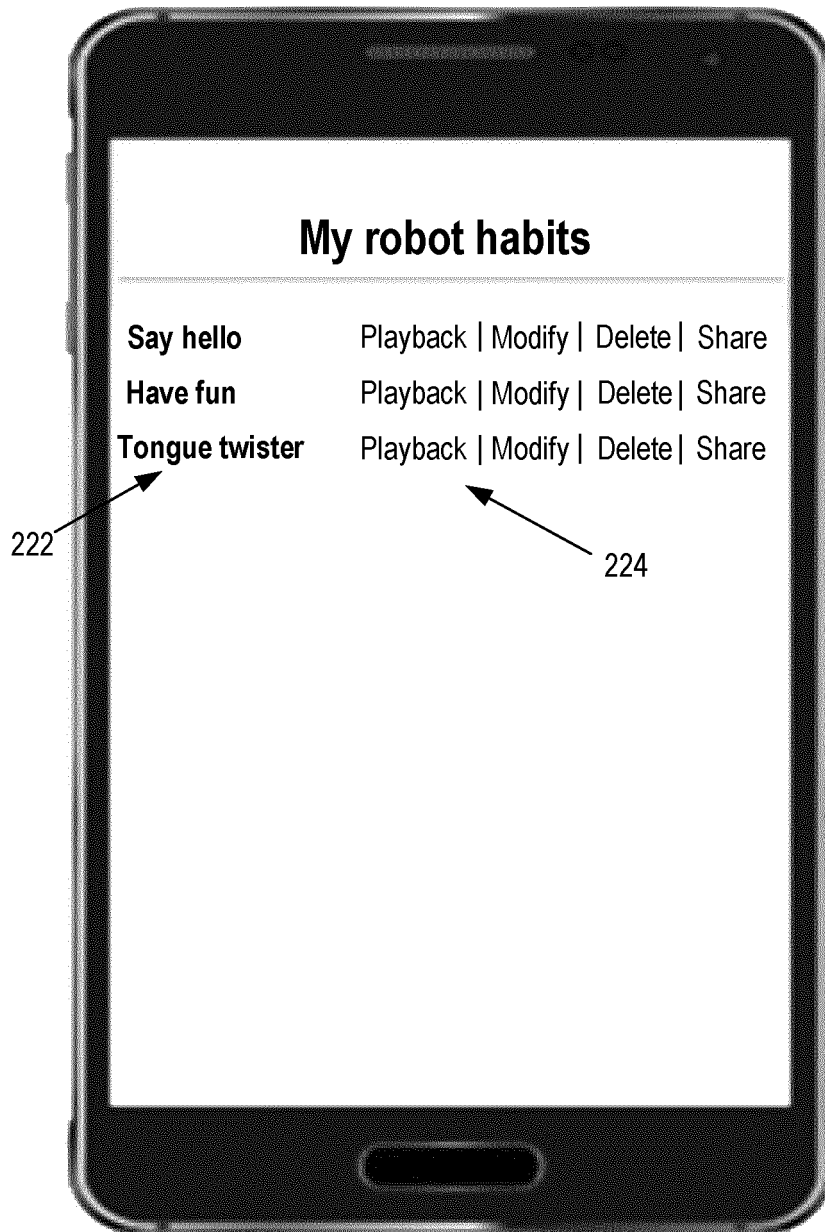 My robot habits
Say hello Playback | Modify | Delete | Share
Have fun Playback | Modify | Delete | Share
Tongue twister Playback | Modify | Delete | Share
222
224